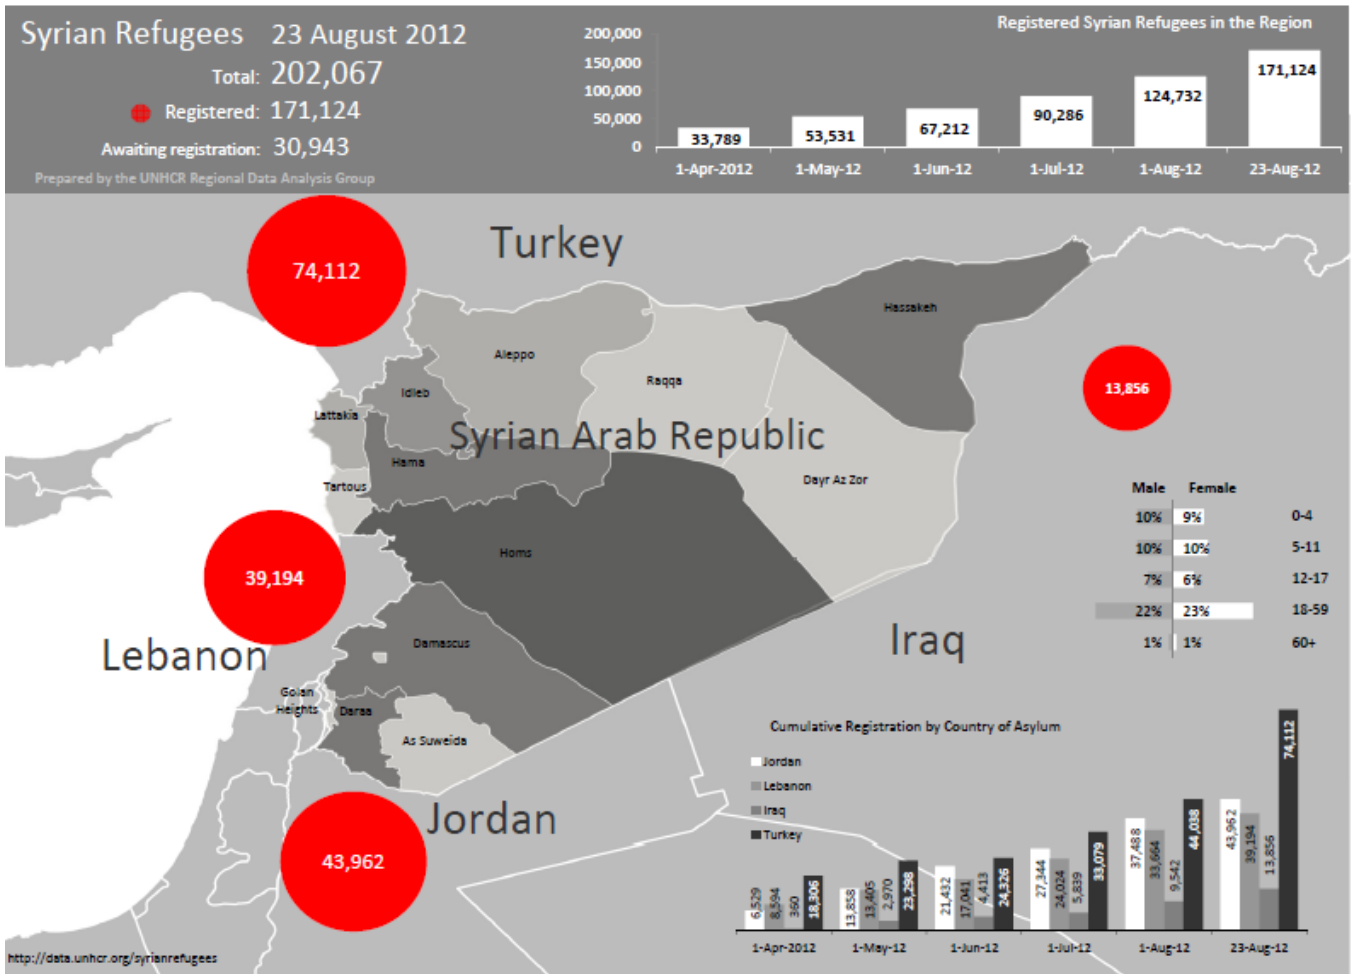 Syrian Refugees 23 August 2012
Total: 202,067
Registered: 171,124
Awaiting registration: 30,943
Prepared by the UNHCR Regional Data Analysis Group
Registered Syrian Refugees in the Region
200,000
150,000
100,000
50,000
0
33,789 53,531 67,212 90,286 124,732 171,124
1-Apr-2012 1-May-12 1-Jun-12 1-Jul-12 1-Aug-12 23-Aug-12
Turkey
74,112
Hassakeh
Aleppo
Raqqa
Idleb
13,856
Lattakia
Syrian Arab Republic
Hama
Tartous
Dayr Az Zor
Homs
39,194
Lebanon
Damascus
Iraq
Golan
Heights
Daraa
As Suweida
Jordan
43,962
Male Female
10% 9% 0-4
10% 10% 5-11
7% 6% 12-17
22% 23% 18-59
1% 1% 60+
Cumulative Registration by Country of Asylum
Jordan
Lebanon
Iraq
Turkey
6,529 8,594 360 18,306
13,858 13,405 2,970 23,298
21,432 17,041 4,413 24,326
27,344 24,024 5,839 33,079
37,488 33,664 9,542 44,038
43,962 39,194 13,856 74,112
1-Apr-2012 1-May-12 1-Jun-12 1-Jul-12 1-Aug-12 23-Aug-12
http://data.unhcr.org/syrianrefugees